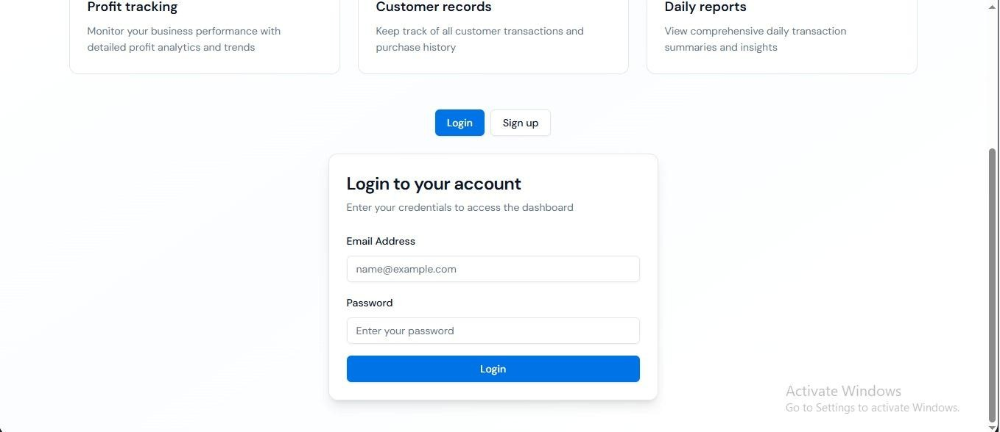 Profit tracking
Monitor your business performance with
detailed profit analytics and trends
Customer records
Keep track of all customer transactions and
purchase history
Daily reports
View comprehensive daily transaction
summaries and insights
Login
Sign up
Login to your account
Enter your credentials to access the dashboard
Email Address
name@example.com
Password
Enter your password
Login
Activate Windows
Go to Settings to activate Windows.